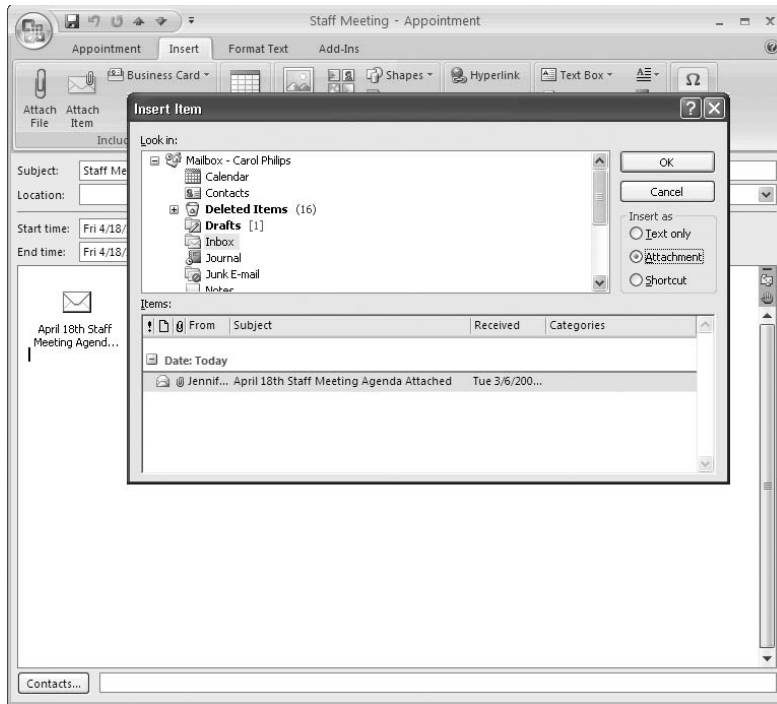 Staff Meeting - Appointment
Appointment Insert Format Text Add-Ins
Business Card Shapes Hyperlink Text Box Ω
Attach File
Attach Item
Insert Item
Look in:
Mailbox - Carol Philips
Calendar
Contacts
Deleted Items (16)
Drafts [1]
Inbox
Journal
Junk E-mail
Notes
OK
Cancel
Insert as
Text only
Attachment
Shortcut
Items:
From Subject Received Categories
Date: Today
Jennif... April 18th Staff Meeting Agenda Attached Tue 3/6/200...
Subject: Staff Me
Location:
Start time: Fri 4/18/
End time: Fri 4/18/
April 18th Staff
Meeting Agend...
Contacts...